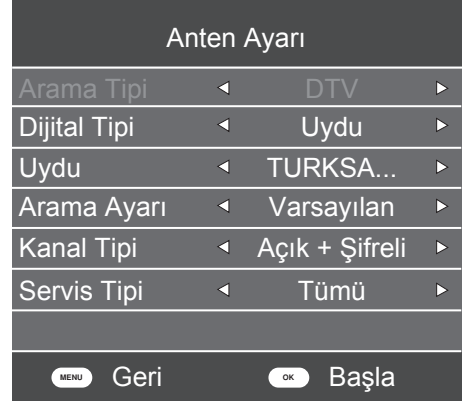 Anten Ayarı
Arama Tipi DTV
Dijital Tipi Uydu
Uydu TURKSA...
Arama Ayarı Varsayılan
Kanal Tipi Açık + Şifreli
Servis Tipi Tümü
MENU Geri OK Başla